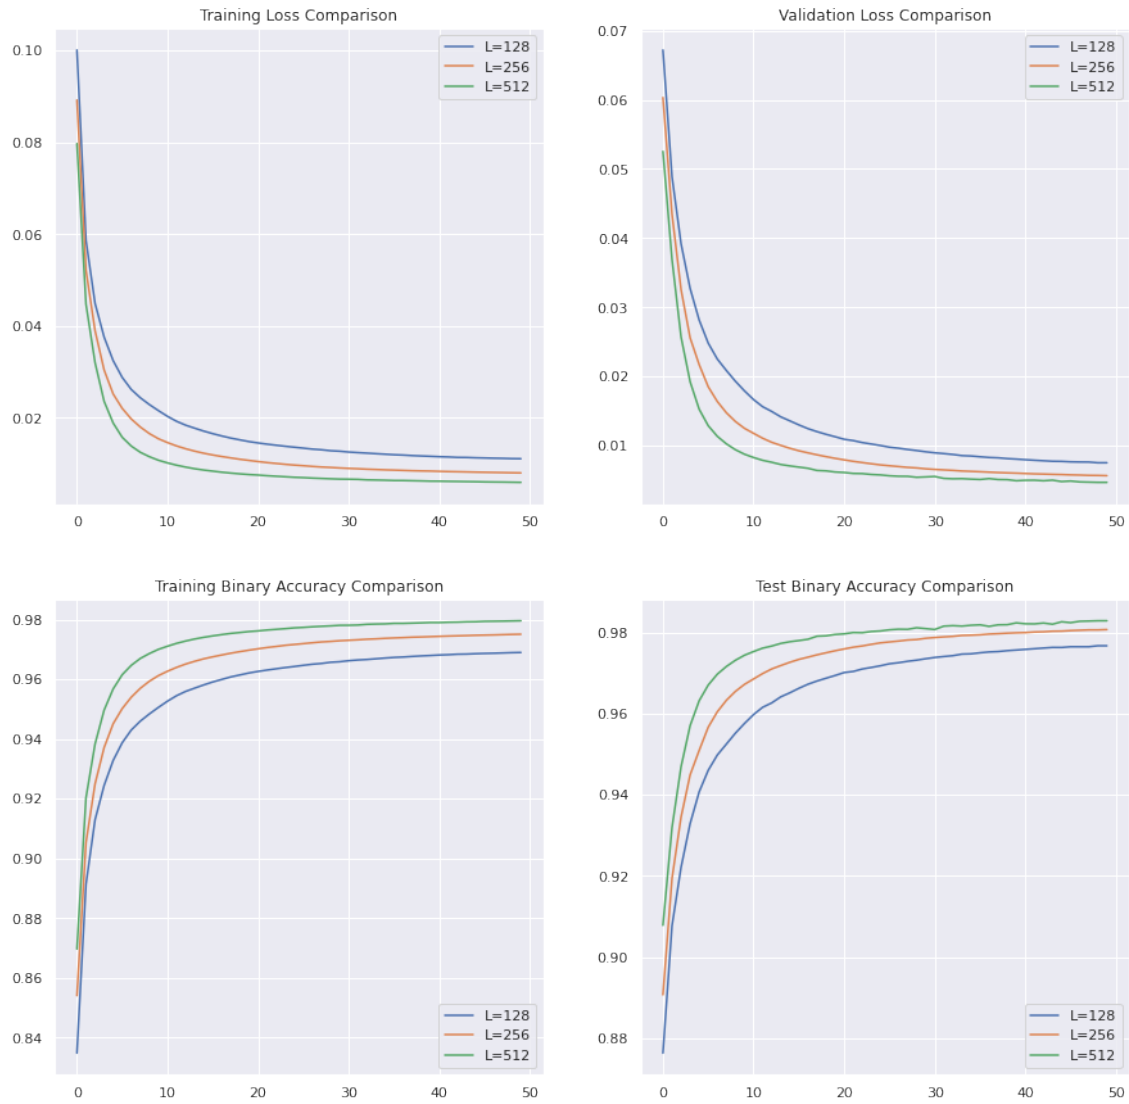 Training Loss Comparison
0.10
0.08
0.06
0.04
0.02
0 10 20 30 40 50
L=128
L=256
L=512
Validation Loss Comparison
0.07
0.06
0.05
0.04
0.03
0.02
0.01
0 10 20 30 40 50
L=128
L=256
L=512
Training Binary Accuracy Comparison
0.98
0.96
0.94
0.92
0.90
0.88
0.86
0.84
0 10 20 30 40 50
L=128
L=256
L=512
Test Binary Accuracy Comparison
0.98
0.96
0.94
0.92
0.90
0.88
0 10 20 30 40 50
L=128
L=256
L=512